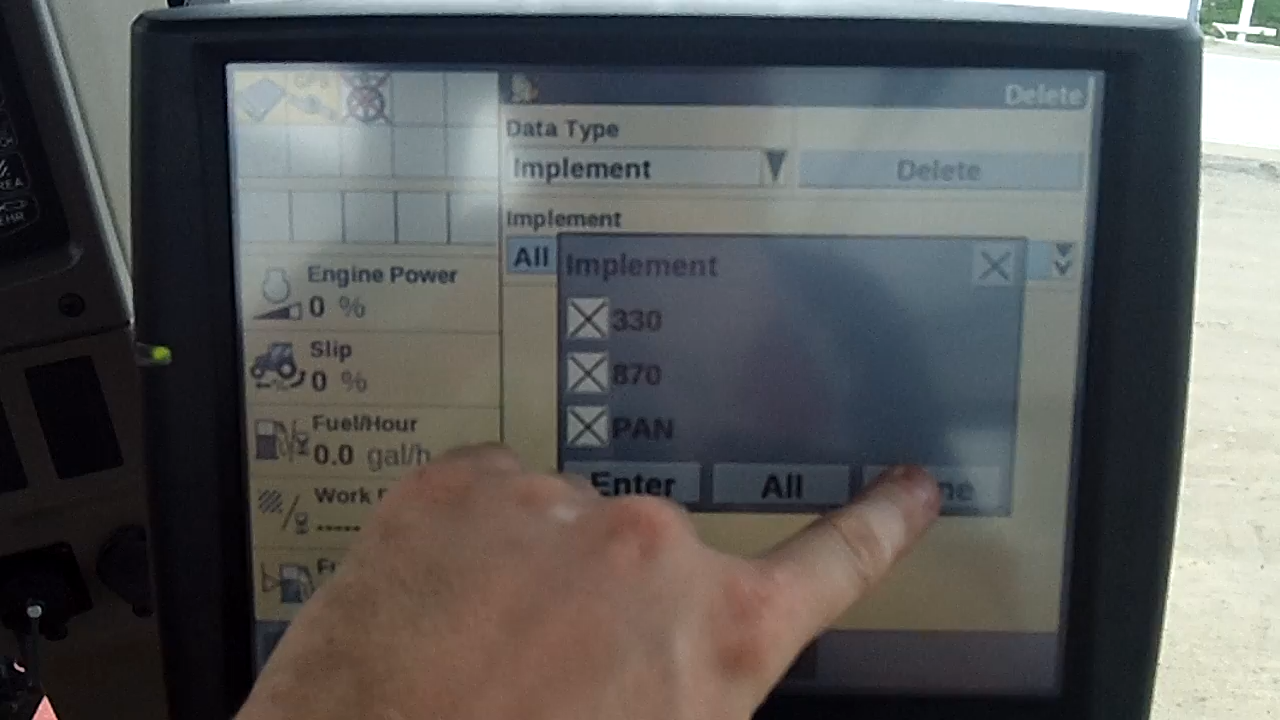 Delete
Data Type
Implement
Delete
Implement
All
Implement
330
870
PAN
Enter
All
Engine Power
0 %
Slip
0 %
Fuel/Hour
0.0 gal/h
Work
-----